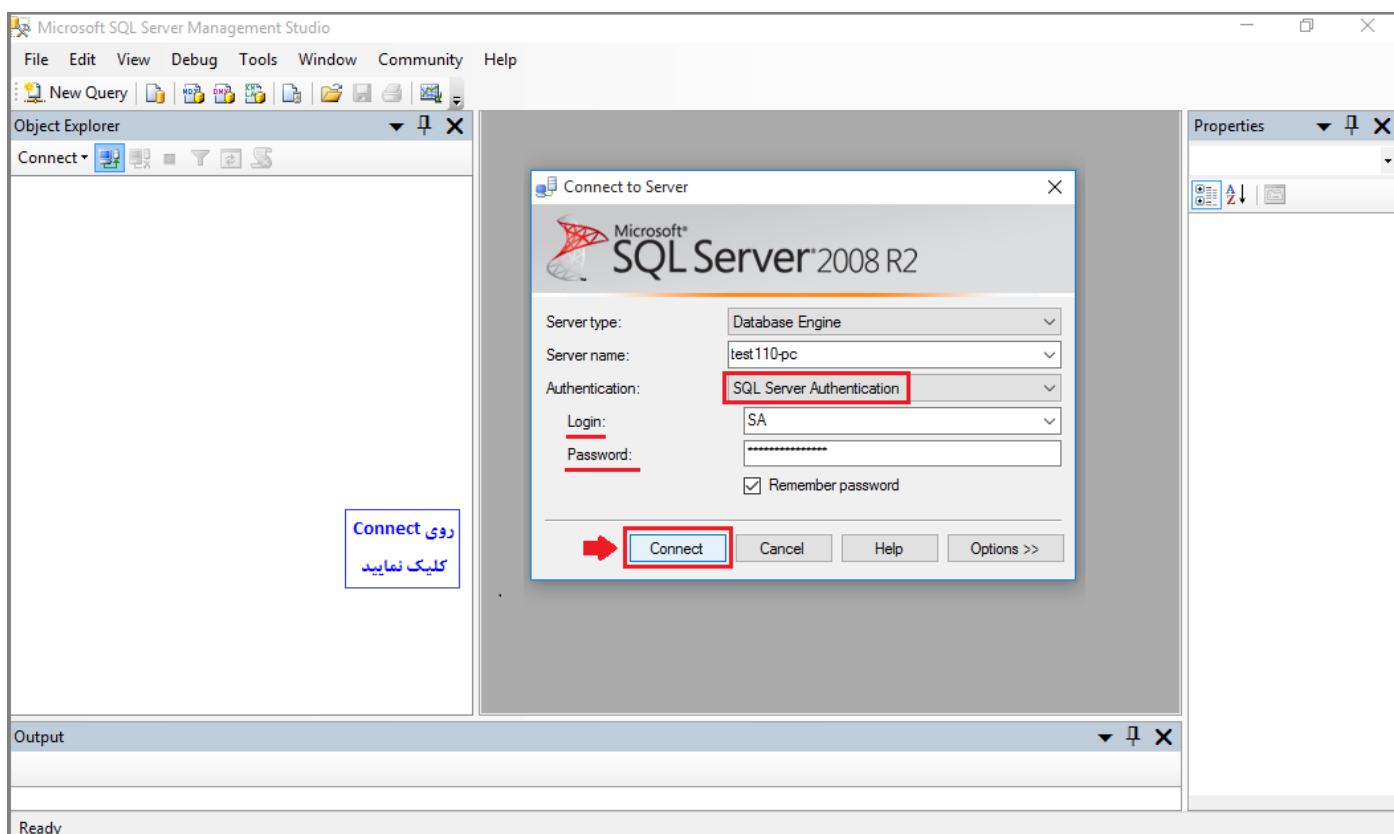 Microsoft SQL Server Management Studio
File Edit View Debug Tools Window Community Help
New Query
Object Explorer
Connect
Properties
Connect to Server
Microsoft®
SQL Server® 2008 R2
Server type: Database Engine
Server name: test110-pc
Authentication: SQL Server Authentication
Login: SA
Password: ***************
Remember password
Connect Cancel Help Options >>
روی Connect
کلیک نمایید
Output
Ready